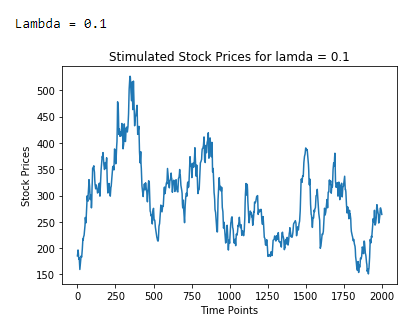 Lambda = 0.1
Stimulated Stock Prices for lamda = 0.1
500
450
400
350
300
250
200
150
Stock Prices
0 250 500 750 1000 1250 1500 1750 2000
Time Points